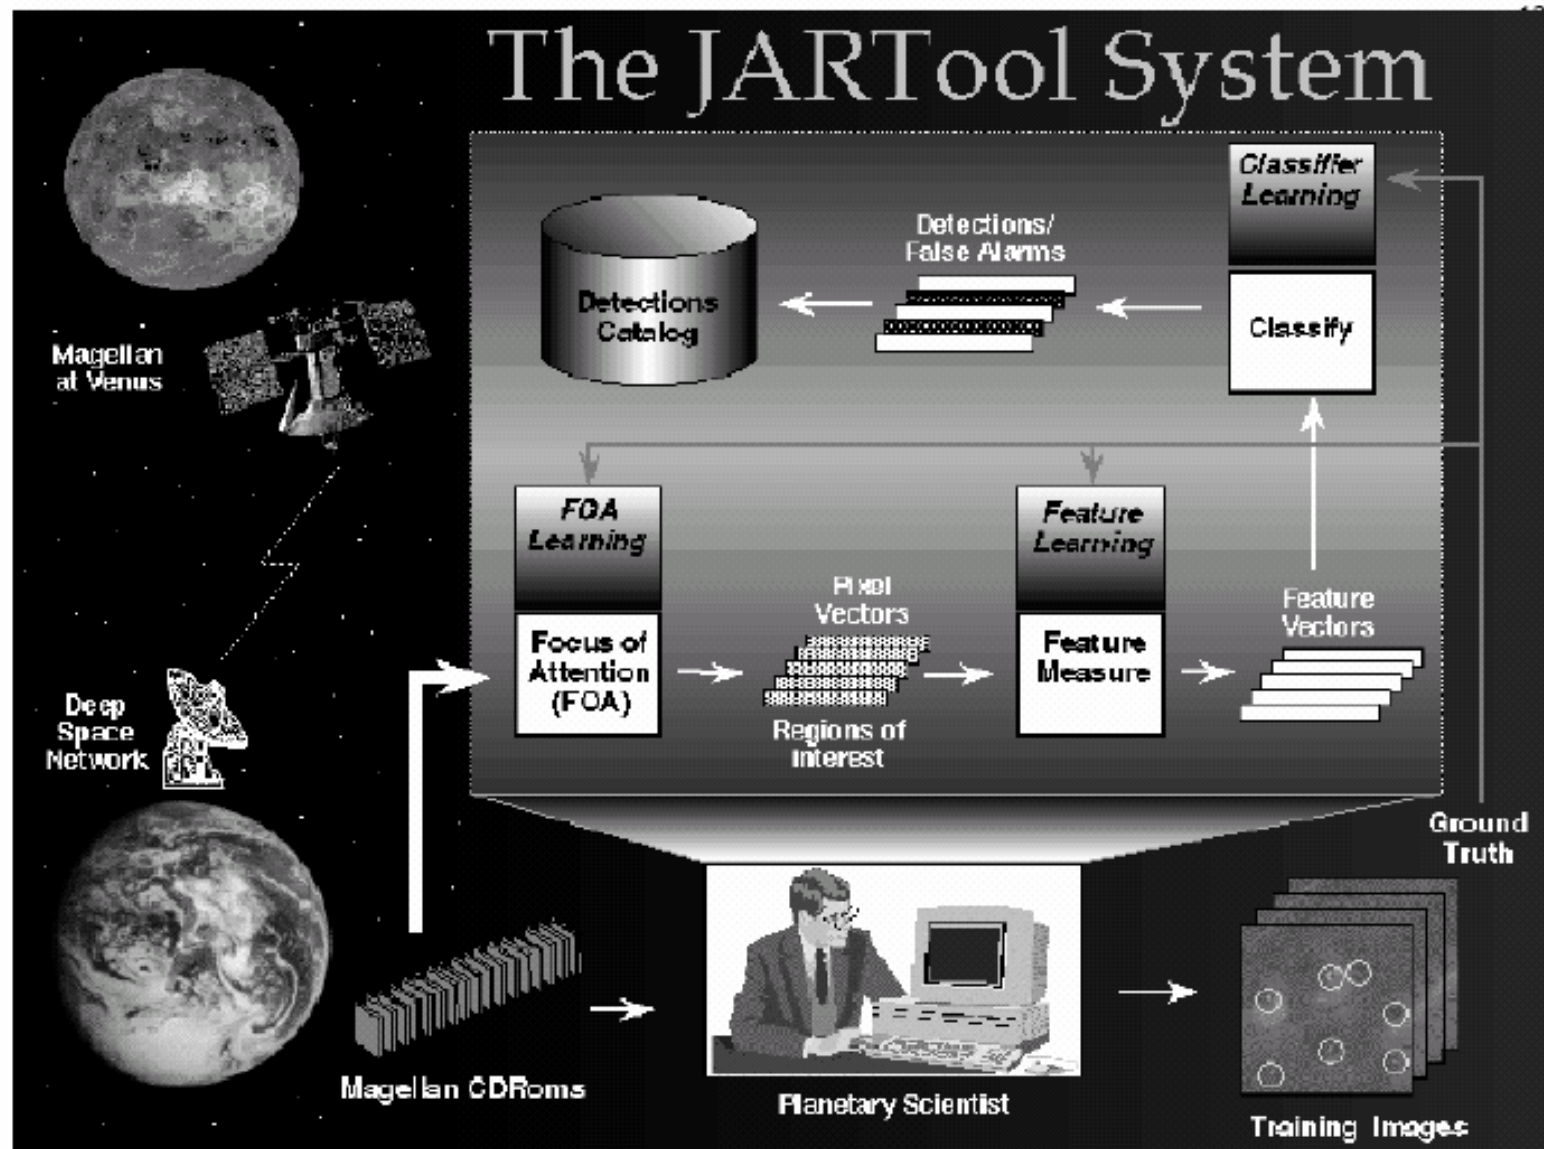 The JARTool System
Magellan
at Venus
Deep
Space
Network
Detections
Catalog
Detections/
False Alarms
Classifier
Learning
Classify
FOA
Learning
Focus of
Attention
(FOA)
Pixel
Vectors
Regions of
Interest
Feature
Learning
Feature
Measure
Feature
Vectors
Ground
Truth
Magellan CDRoms
Planetary Scientist
Training Images